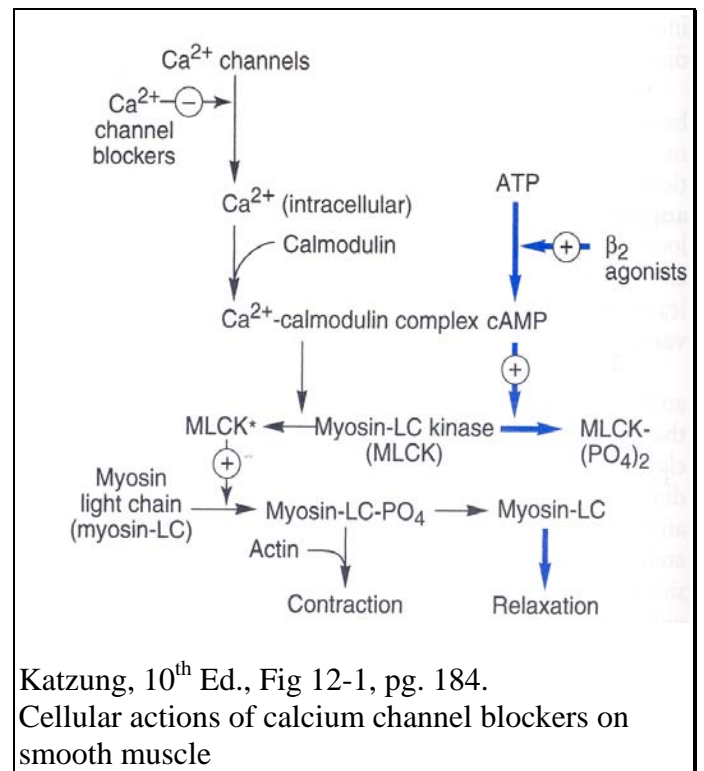 Ca2+ channels
Ca2+
channel
blockers
−
Ca2+ (intracellular)
Calmodulin
Ca2+-calmodulin complex
ATP
+
β2
agonists
cAMP
+
MLCK*
Myosin-LC kinase
(MLCK)
MLCK-
(PO4)2
+
Myosin
light chain
(myosin-LC)
Myosin-LC-PO4
Myosin-LC
Actin
Contraction
Relaxation
Katzung, 10th Ed., Fig 12-1, pg. 184.
Cellular actions of calcium channel blockers on
smooth muscle